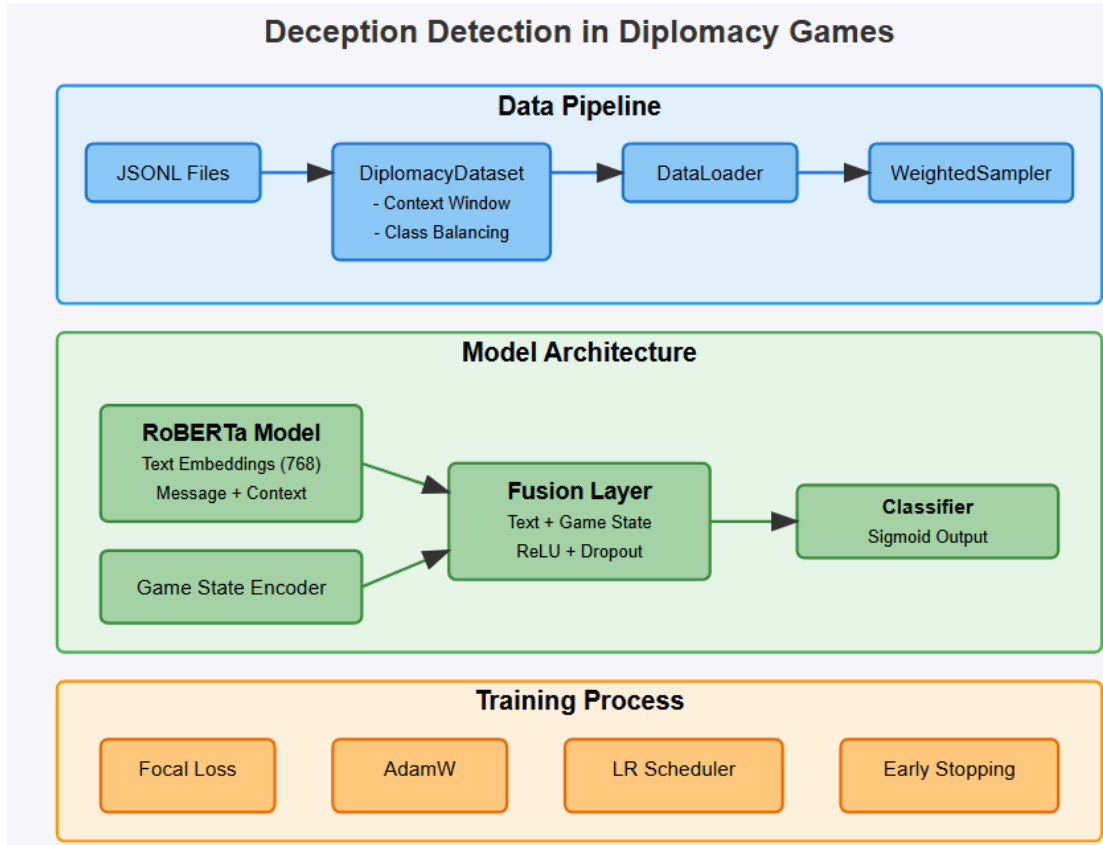 Deception Detection in Diplomacy Games
Data Pipeline
JSONL Files
DiplomacyDataset
- Context Window
- Class Balancing
DataLoader
WeightedSampler
Model Architecture
RoBERTa Model
Text Embeddings (768)
Message + Context
Game State Encoder
Fusion Layer
Text + Game State
ReLU + Dropout
Classifier
Sigmoid Output
Training Process
Focal Loss
AdamW
LR Scheduler
Early Stopping